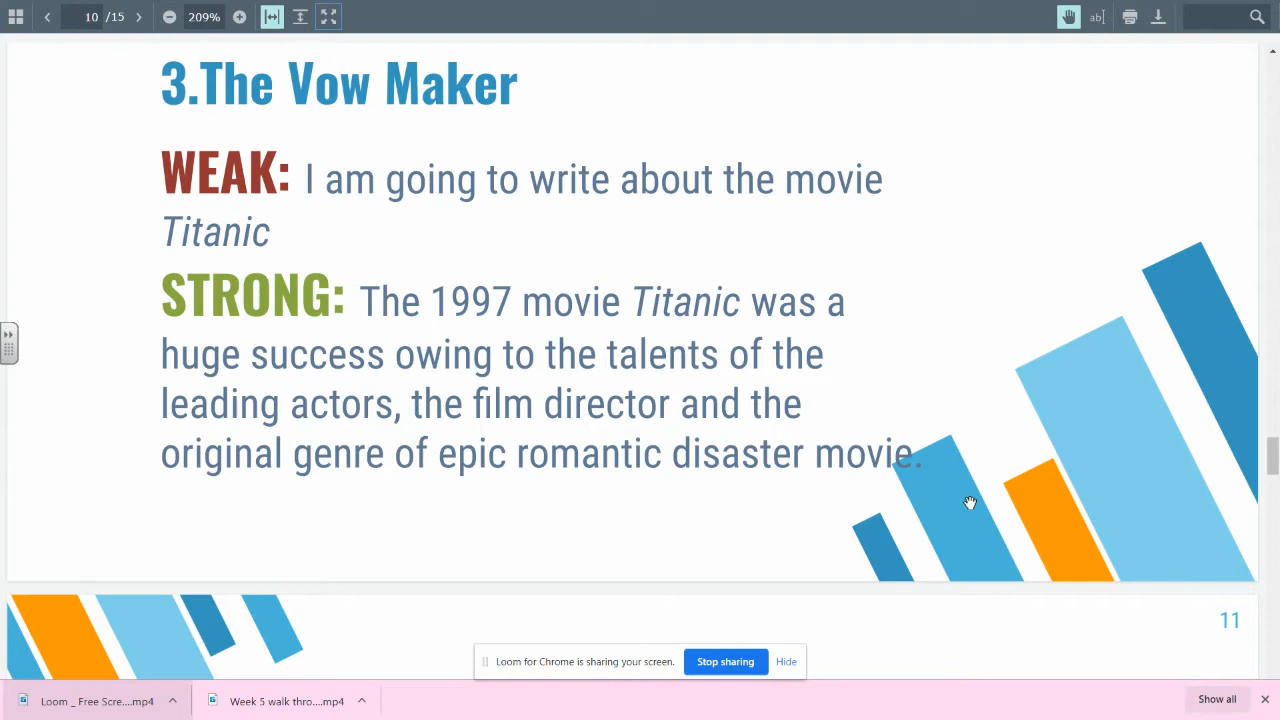 10 /15
209%
ab
3.The Vow Maker
WEAK: I am going to write about the movie
Titanic
STRONG: The 1997 movie Titanic was a
huge success owing to the talents of the
leading actors, the film director and the
original genre of epic romantic disaster movie.
11
Loom for Chrome is sharing your screen. Stop sharing Hide
Loom _ Free Scre....mp4 Week 5 walk thro....mp4 Show all